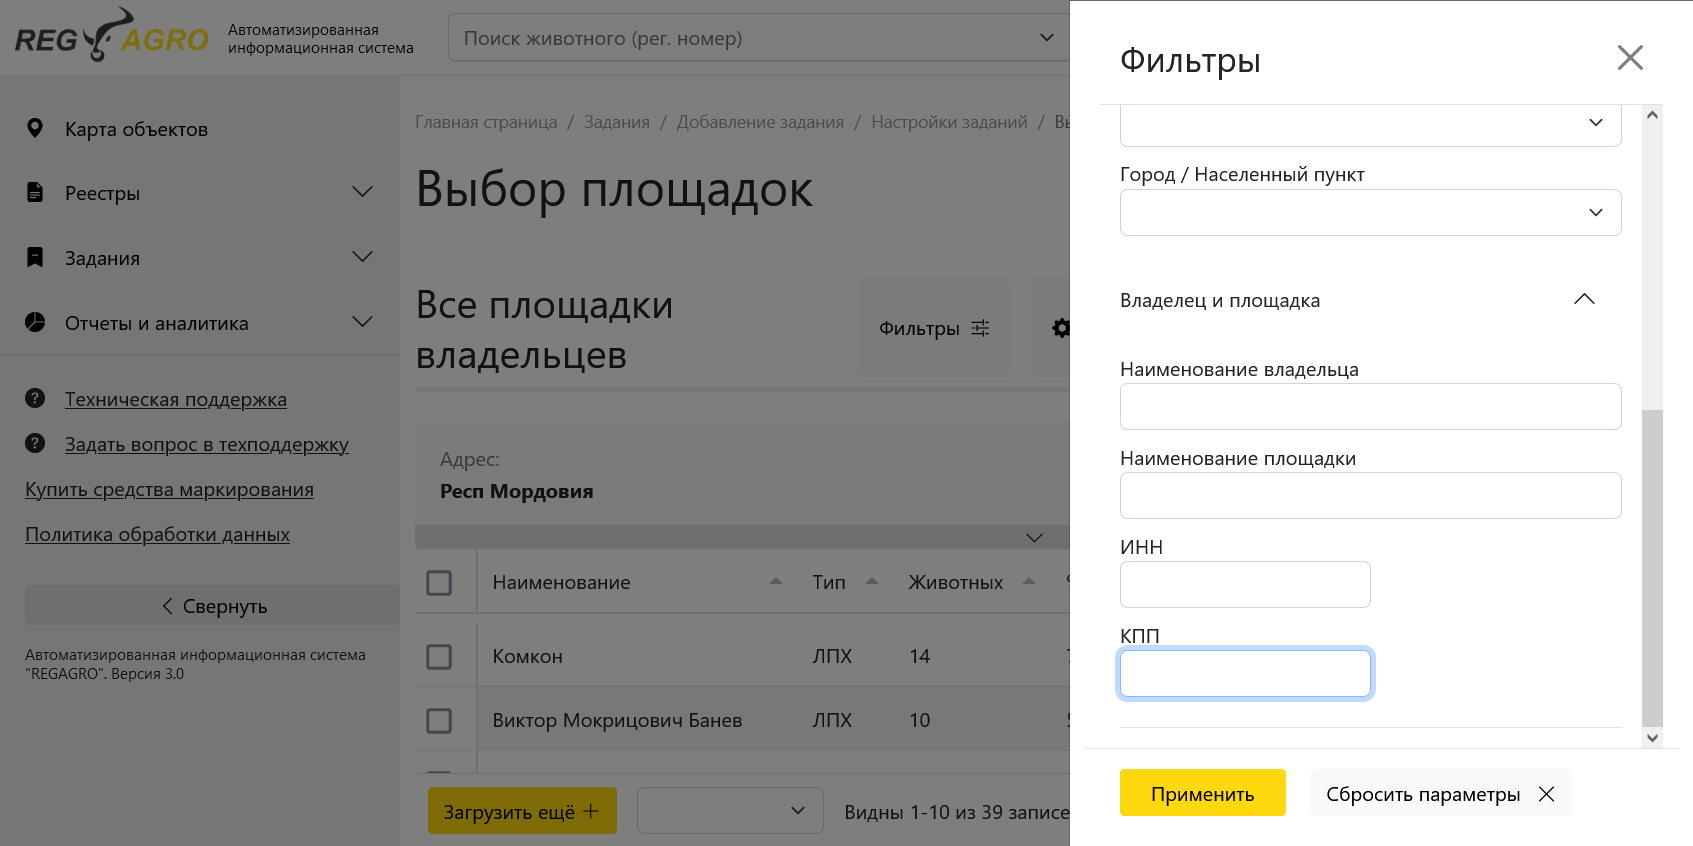 REG AGRO
Автоматизированная
информационная система
Поиск животного (рег. номер)
Карта объектов
Реестры
Задания
Отчеты и аналитика
Техническая поддержка
Задать вопрос в техподдержку
Купить средства маркирования
Политика обработки данных
Свернуть
Автоматизированная информационная система
"REGAGRO". Версия 3.0
Главная страница / Задания / Добавление задания / Настройки заданий /
Выбор площадок
Все площадки
владельцев
Фильтры
Адрес:
Респ Мордовия
Наименование Тип Животных
Комкон ЛПХ 14
Виктор Мокрицович Банев ЛПХ 10
Загрузить ещё
Видны 1-10 из 39 записе
Фильтры
Город / Населенный пункт
Владелец и площадка
Наименование владельца
Наименование площадки
ИНН
КПП
Применить
Сбросить параметры